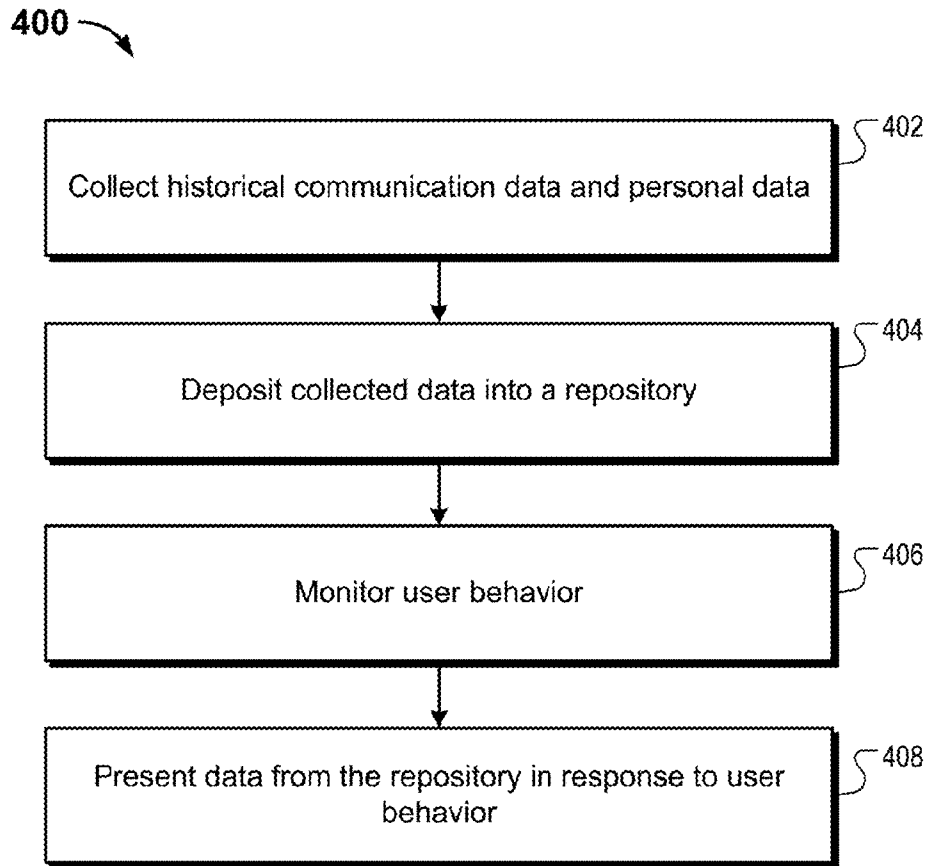 400
402
Collect historical communication data and personal data
404
Deposit collected data into a repository
406
Monitor user behavior
408
Present data from the repository in response to user
behavior